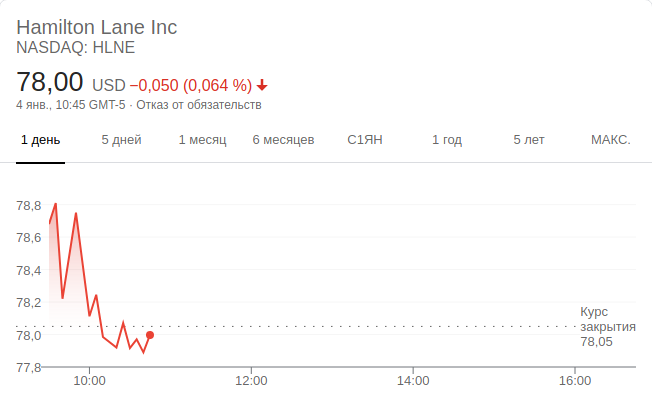 Hamilton Lane Inc
NASDAQ: HLNE
78,00 USD −0,050 (0,064 %)
4 янв., 10:45 GMT-5 · Отказ от обязательств
1 день 5 дней 1 месяц 6 месяцев С1ЯН 1 год 5 лет МАКС.
78,8
78,6
78,4
78,2
78,0
77,8
Курс
закрытия
78,05
10:00 12:00 14:00 16:00